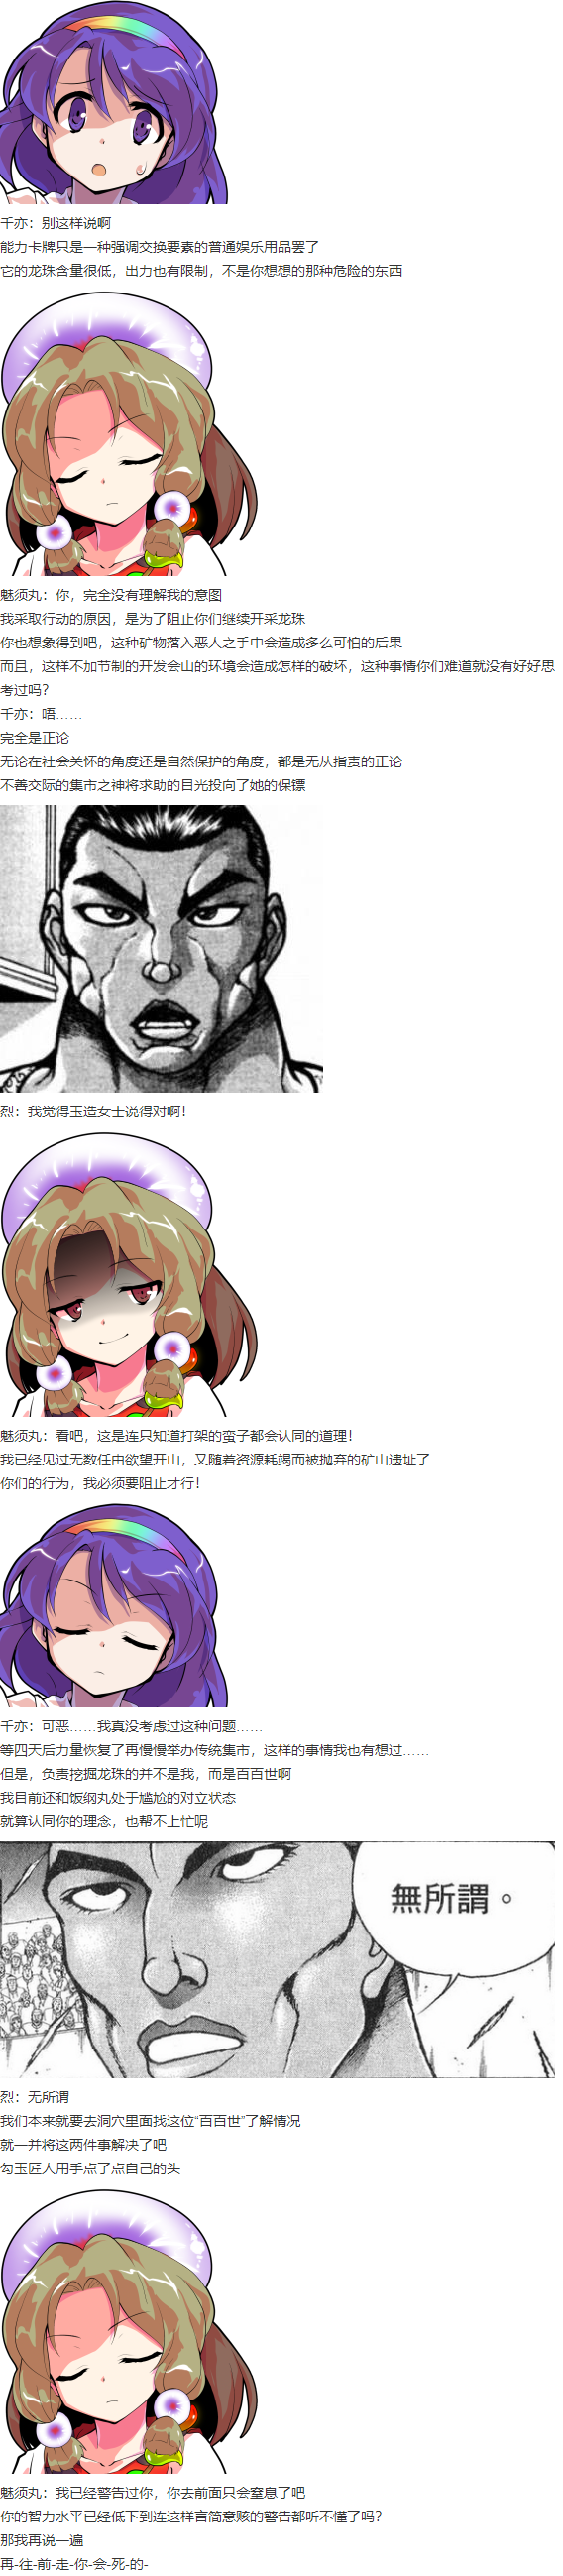 千亦：别这样说啊
能力卡牌只是一种强调交换要素的普通娱乐用品罢了
它的龙珠含量很低，出力也有限制，不是你想想的那种危险的东西
魅须丸：你，完全没有理解我的意图
我采取行动的原因，是为了阻止你们继续开采龙珠
你也想象得到吧，这种矿物落入恶人之手中会造成多么可怕的后果
而且，这样不加节制的开发会山的环境会造成怎样的破坏，这种事情你们难道就没有好好思
考过吗？
千亦：唔……
完全是正论
无论在社会关怀的角度还是自然保护的角度，都是无从指责的正论
不善交际的集市之神将求助的目光投向了她的保镖
烈：我觉得玉造女士说得对啊！
魅须丸：看吧，这是连只知道打架的蛮子都会认同的道理！
我已经见过无数任由欲望开山，又随着资源耗竭而被抛弃的矿山遗址了
你们的行为，我必须要阻止才行！
千亦：可恶……我真没考虑过这种问题……
等四天后力量恢复了再慢慢举办传统集市，这样的事情我也有想过……
但是，负责挖掘龙珠的并不是我，而是百百世啊
我目前还和饭纲丸处于尴尬的对立状态
就算认同你的理念，也帮不上忙呢
無所謂。
烈：无所谓
我们本来就要去洞穴里面找这位“百百世”了解情况
就一并将这两件事解决了吧
勾玉匠人用手点了点自己的头
魅须丸：我已经警告过你，你去前面只会窒息了吧
你的智力水平已经低下到连这样言简意赅的警告都听不懂了吗？
那我再说一遍
再-往-前-走-你-会-死-的-